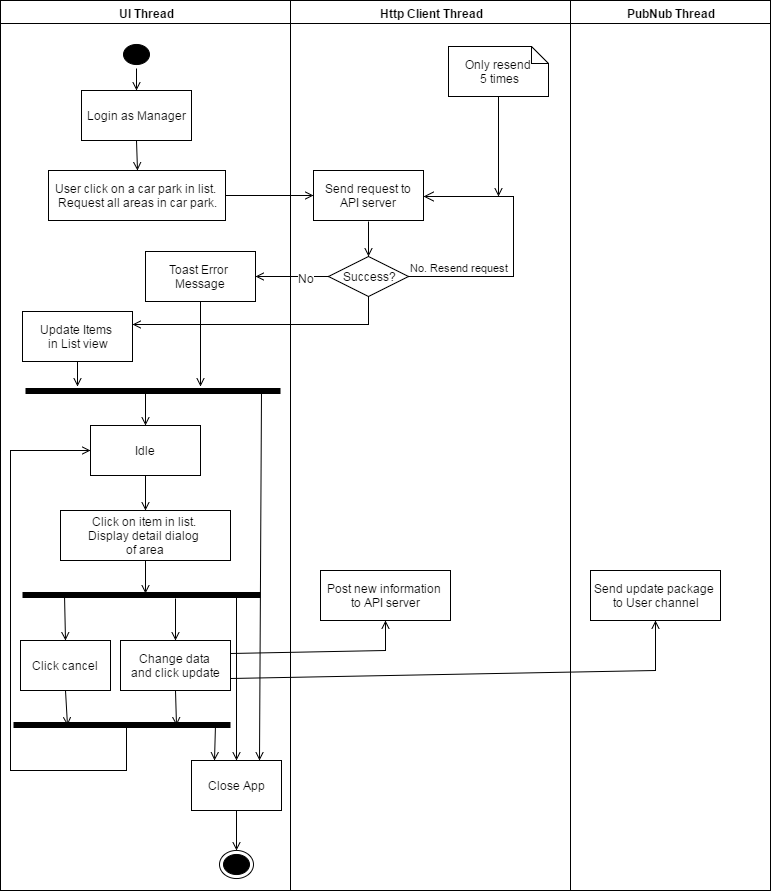 UI Thread
Http Client Thread
PubNub Thread
Only resend
5 times
Login as Manager
User click on a car park in list.
Request all areas in car park.
Send request to
API server
Toast Error
Message
No
Success?
No. Resend request
Update Items
in List view
Idle
Click on item in list.
Display detail dialog
of area
Post new information
to API server
Send update package
to User channel
Click cancel
Change data
and click update
Close App